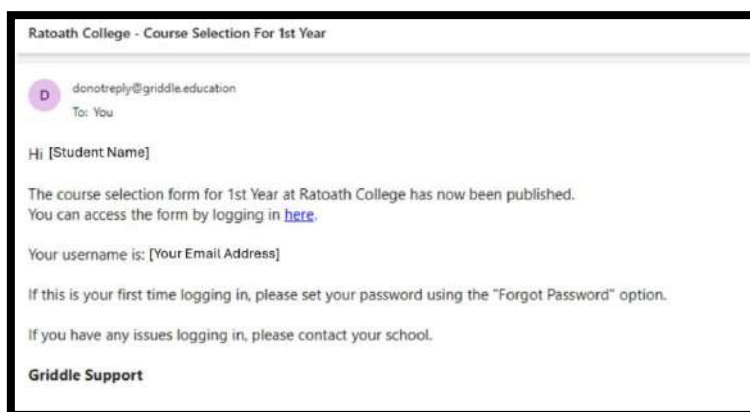 Ratoath College - Course Selection For 1st Year
D
donotreply@griddle.education
To: You
Hi [Student Name]
The course selection form for 1st Year at Ratoath College has now been published.
You can access the form by logging in here.
Your username is: [Your Email Address]
If this is your first time logging in, please set your password using the "Forgot Password" option.
If you have any issues logging in, please contact your school.
Griddle Support